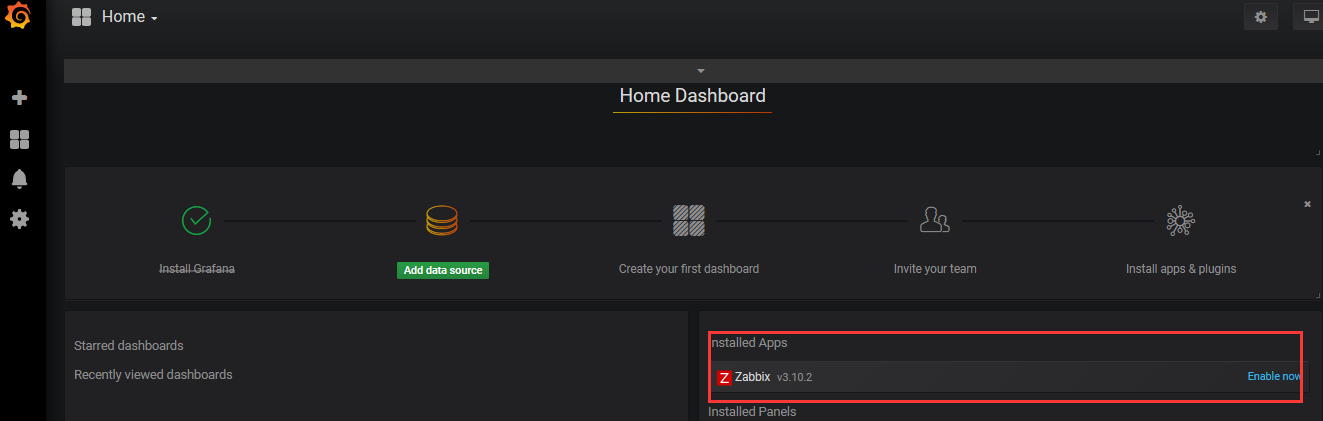 Home
Home Dashboard
Install Grafana
Add data source
Create your first dashboard
Invite your team
Install apps & plugins
Starred dashboards
Recently viewed dashboards
Installed Apps
Z Zabbix v3.10.2 Enable now
Installed Panels